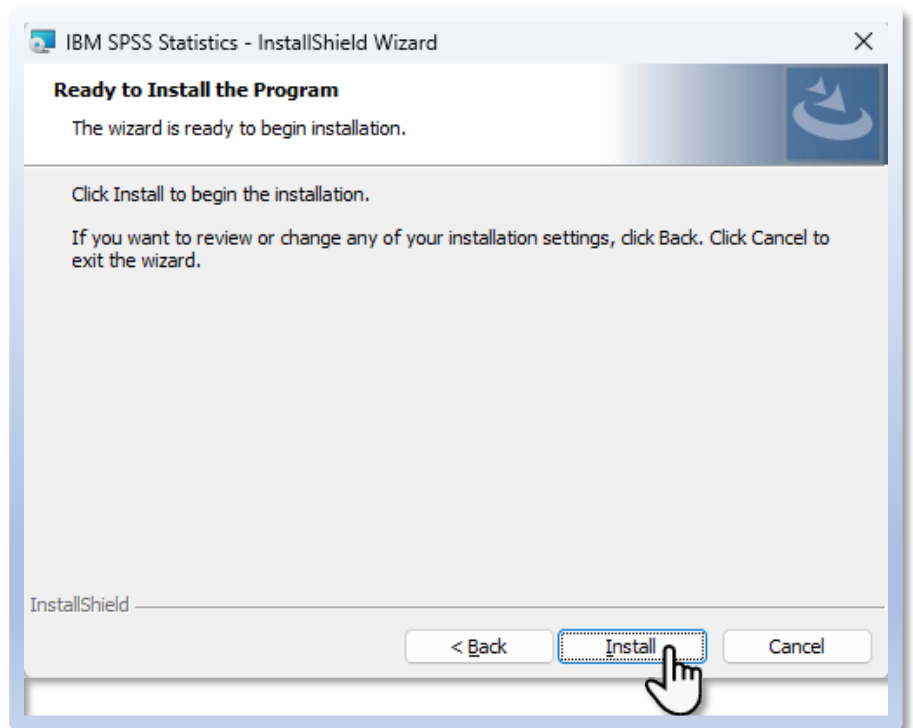 IBM SPSS Statistics - InstallShield Wizard
Ready to Install the Program
The wizard is ready to begin installation.
Click Install to begin the installation.
If you want to review or change any of your installation settings, click Back. Click Cancel to
exit the wizard.
InstallShield
< Back
Install
Cancel